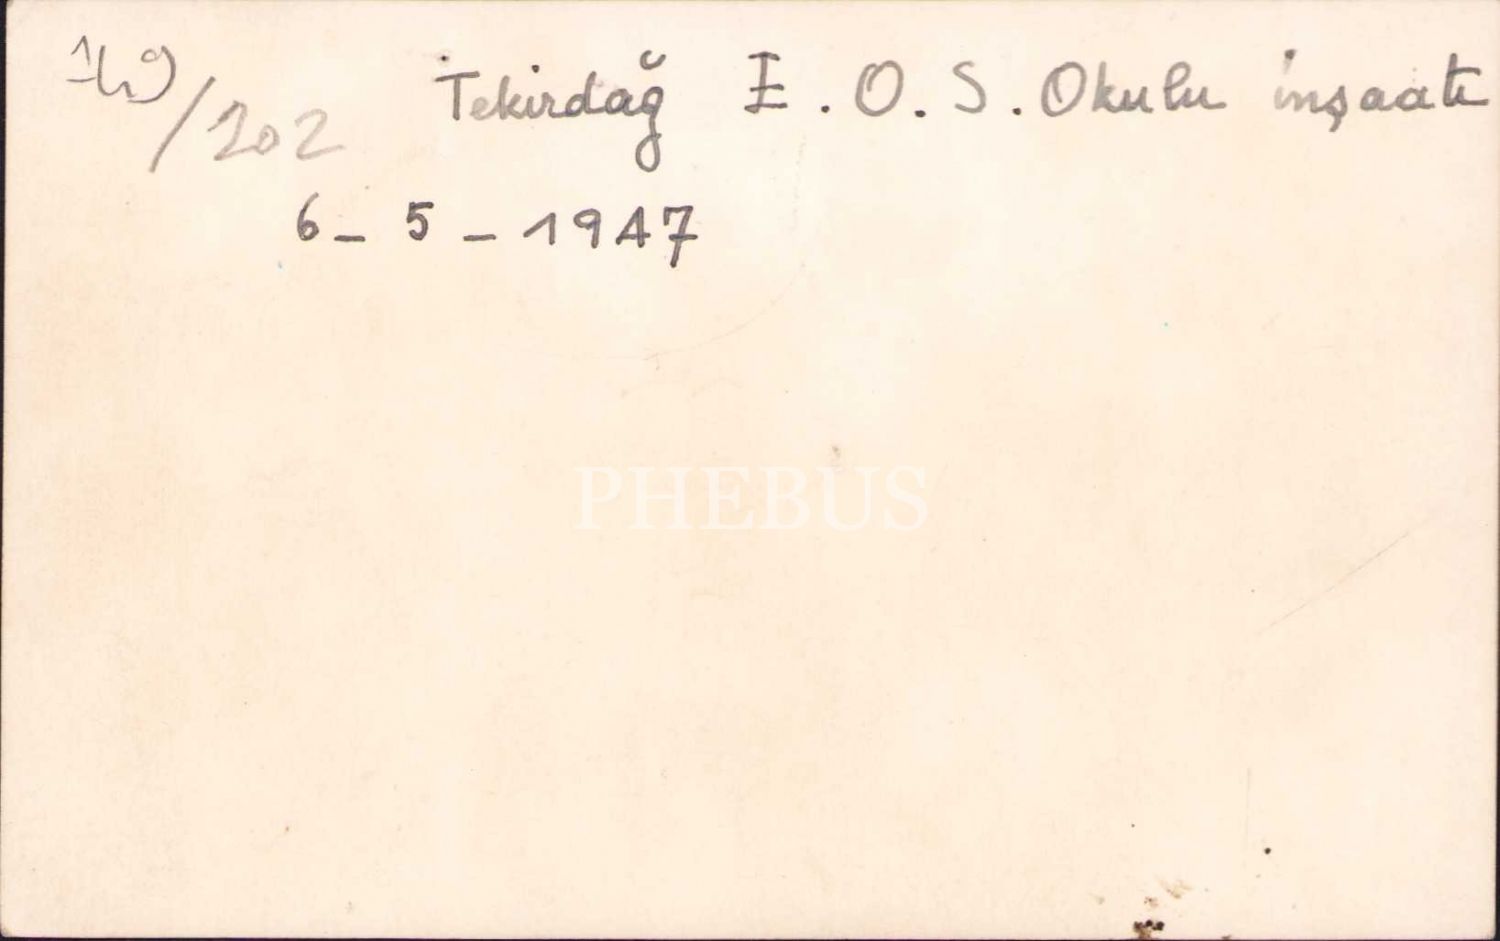 /202 Tekirdağ E.O.S. Okulu inşaatı
6-5-1947
PHEBUS